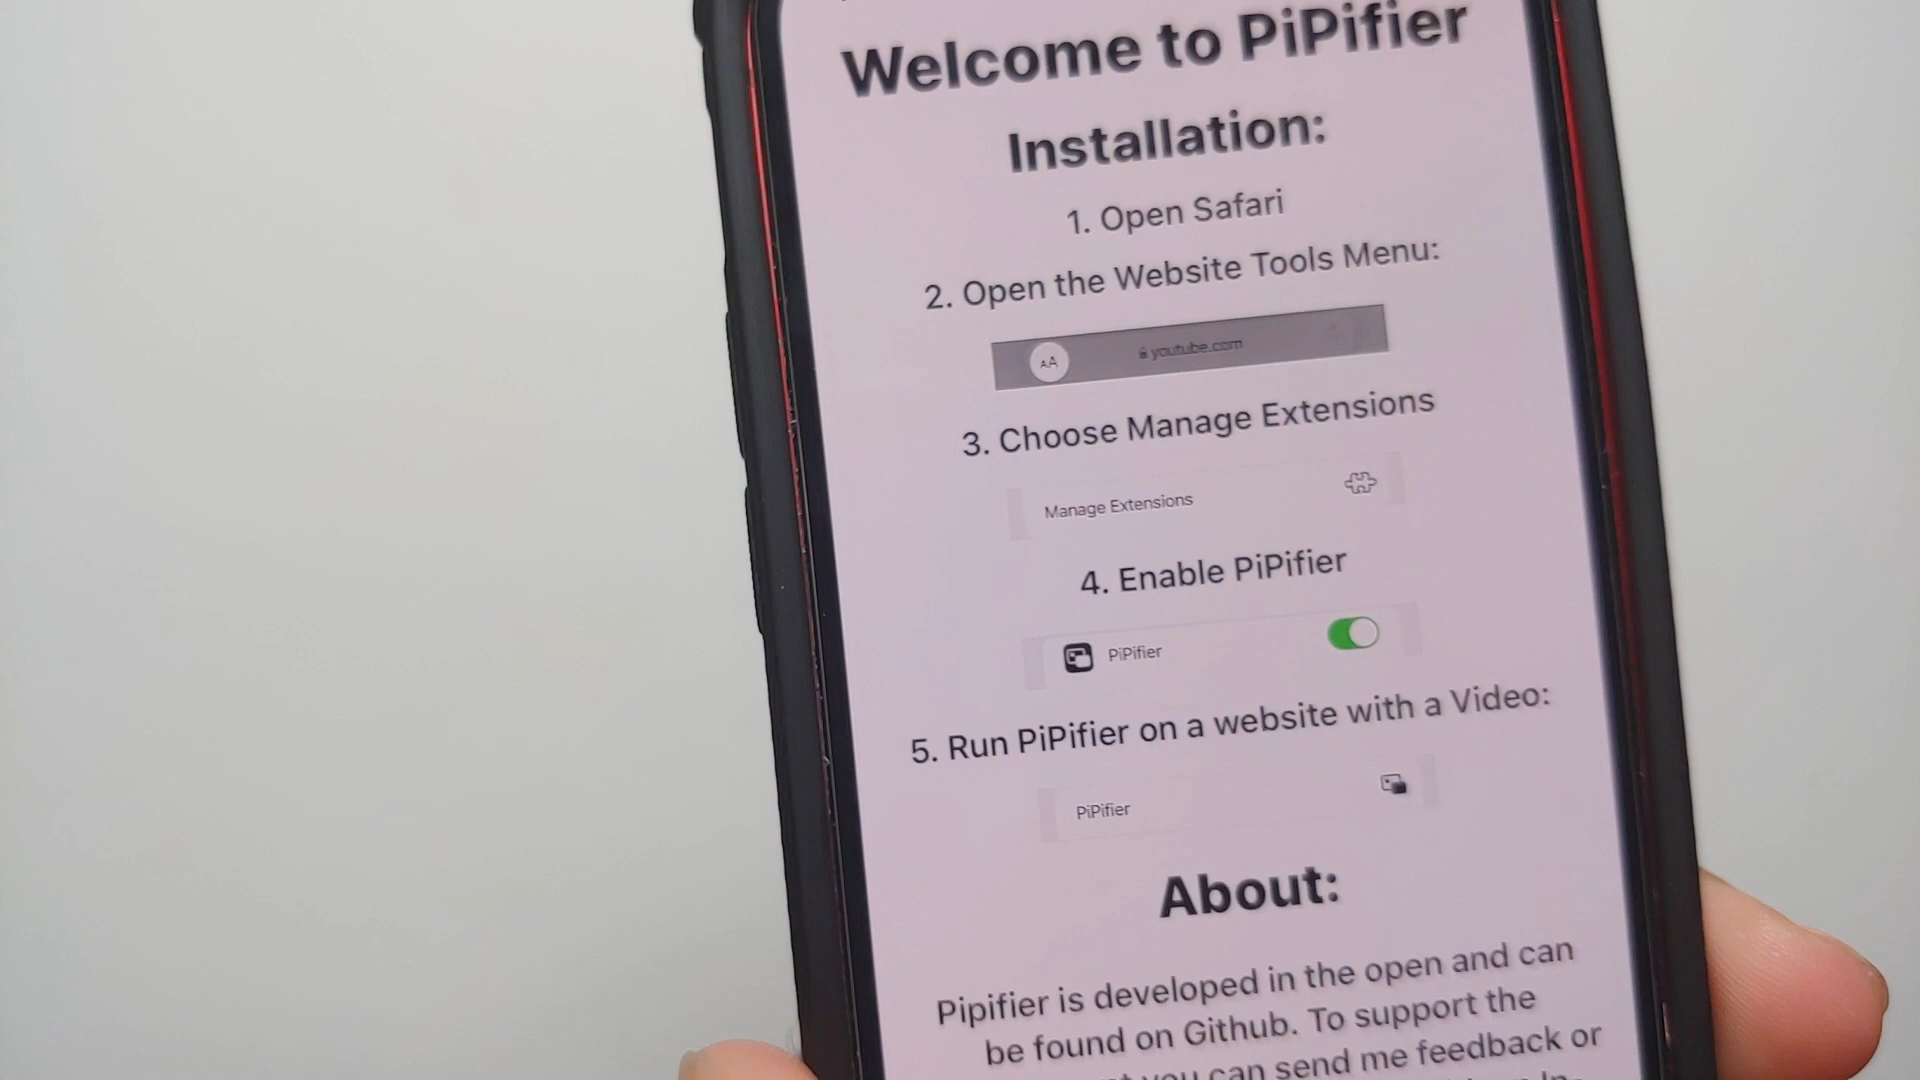 Welcome to PiPifier
Installation:
1. Open Safari
2. Open the Website Tools Menu:
AA youtube.com
3. Choose Manage Extensions
Manage Extensions
4. Enable PiPifier
PiPifier
5. Run PiPifier on a website with a Video:
PiPifier
About:
Pipifier is developed in the open and can
be found on Github. To support the
you can send me feedback or